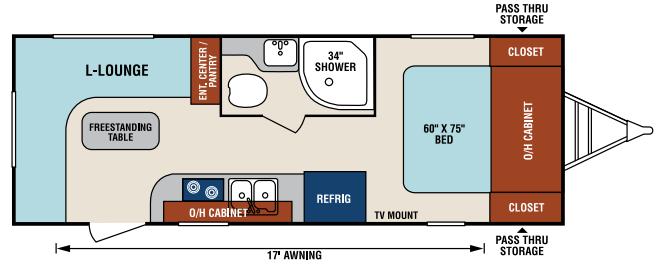 PASS THRU
STORAGE
L-LOUNGE
ENT. CENTER /
PANTRY
34"
SHOWER
CLOSET
FREESTANDING
TABLE
60" X 75"
BED
O/H CABINET
REFRIG
O/H CABINET
TV MOUNT
CLOSET
17' AWNING
PASS THRU
STORAGE